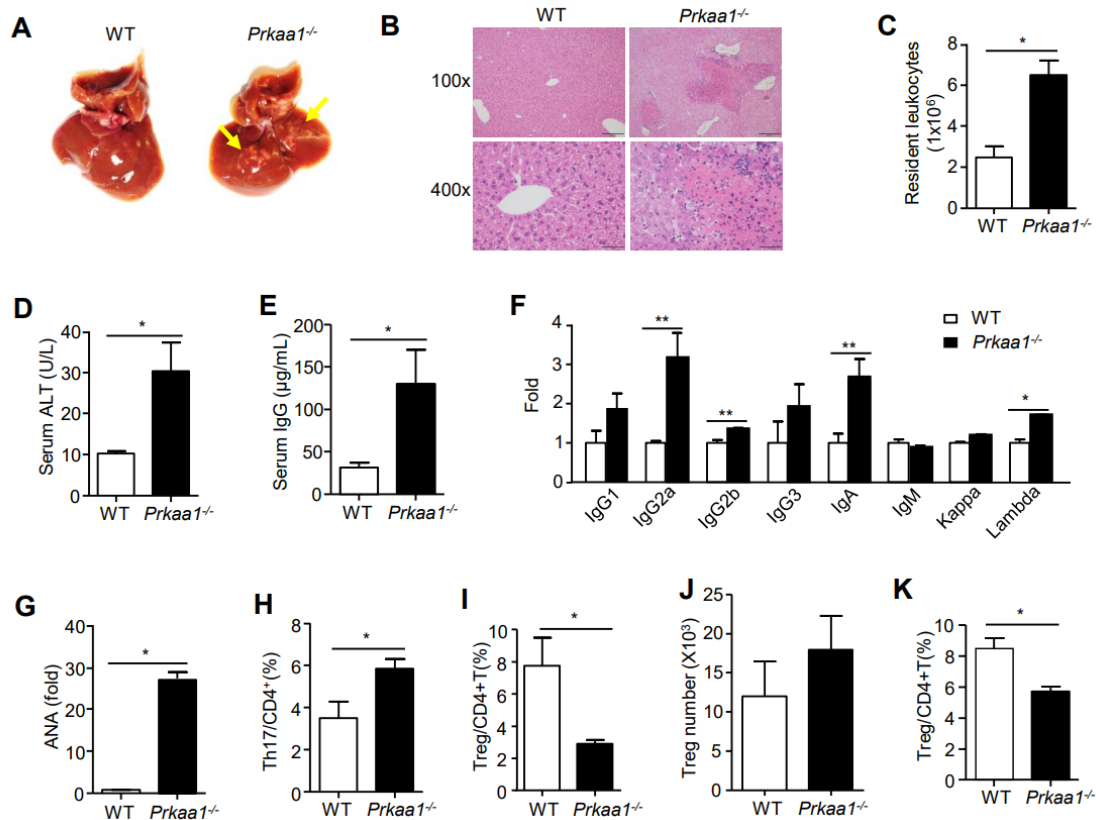 A
WT
Prkaa1-/-
B
WT
Prkaa1-/-
100x
400x
C
Resident leukocytes
(1x10⁶)
8
6
4
2
0
*
WT
Prkaa1-/-
D
Serum ALT (U/L)
40
30
20
10
0
*
WT
Prkaa1-/-
E
Serum IgG (µg/mL)
200
150
100
50
0
*
WT
Prkaa1-/-
F
Fold
4
2
1
0
**
**
**
*
WT
Prkaa1-/-
IgG1
IgG2a
IgG2b
IgG3
IgA
IgM
Kappa
Lambda
G
ANA (fold)
40
30
20
10
0
*
WT
Prkaa1-/-
H
Th17/CD4⁺(%)
8
6
4
2
0
*
WT
Prkaa1-/-
I
Treg/CD4+T(%)
10
8
6
4
2
0
*
WT
Prkaa1-/-
J
Treg number (X10³)
25
20
15
10
5
0
WT
Prkaa1-/-
K
Treg/CD4+T(%)
10
8
6
4
2
0
*
WT
Prkaa1-/-